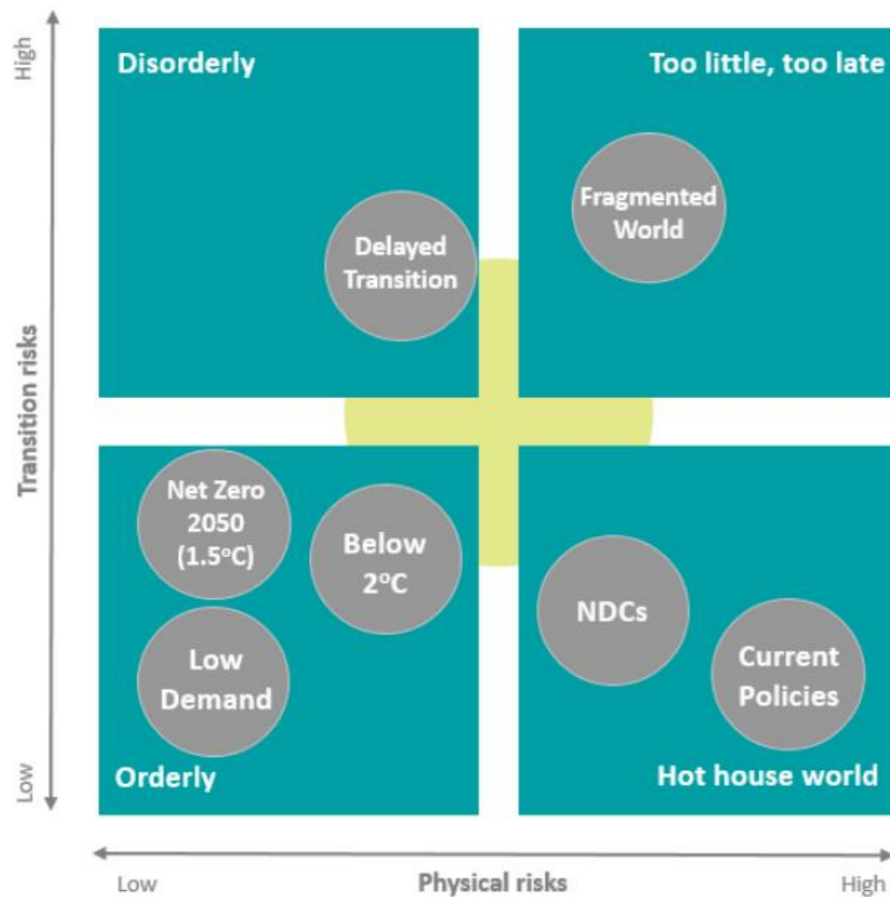 High
Disorderly
Too little, too late
Fragmented
World
Delayed
Transition
Transition risks
Net Zero
2050
(1.5°C)
Below
2°C
NDCs
Low
Demand
Current
Policies
Low
Orderly
Hot house world
Low
Physical risks
High